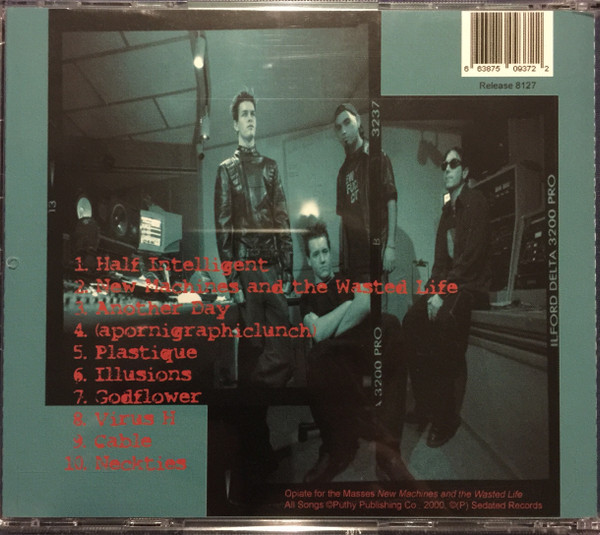 6 63875 09372 2
Release 8127
3237
8
13
ILFORD DELTA 3200 PRO
3200 PRO
1. Half Intelligent
2. New Machines and the Wasted Life
3. Another Day
4. (apornigraphiclunch)
5. Plastique
6. Illusions
7. Godflower
8. Virus H
9. Cable
10. Neckties
Opiate for the Masses New Machines and the Wasted Life
All Songs ©Puthy Publishing Co. 2000. ©(P) Sedated Records